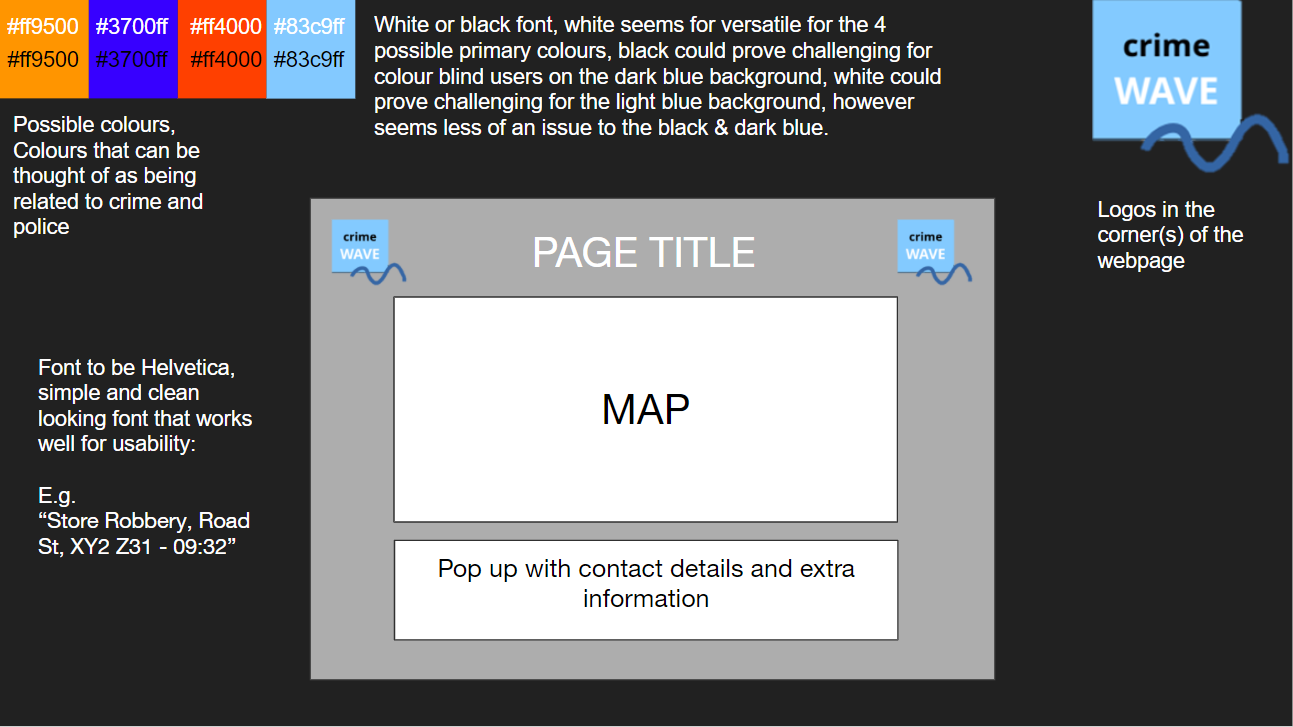 #ff9500 #3700ff #ff4000 #83c9ff
#ff9500 #3700ff #ff4000 #83c9ff
White or black font, white seems for versatile for the 4
possible primary colours, black could prove challenging for
colour blind users on the dark blue background, white could
prove challenging for the light blue background, however
seems less of an issue to the black & dark blue.
crime
WAVE
Possible colours,
Colours that can be
thought of as being
related to crime and
police
Logos in the
corner(s) of the
webpage
crime
WAVE
PAGE TITLE
crime
WAVE
MAP
Pop up with contact details and extra
information
Font to be Helvetica,
simple and clean
looking font that works
well for usability:
E.g.
“Store Robbery, Road
St, XY2 Z31 - 09:32”